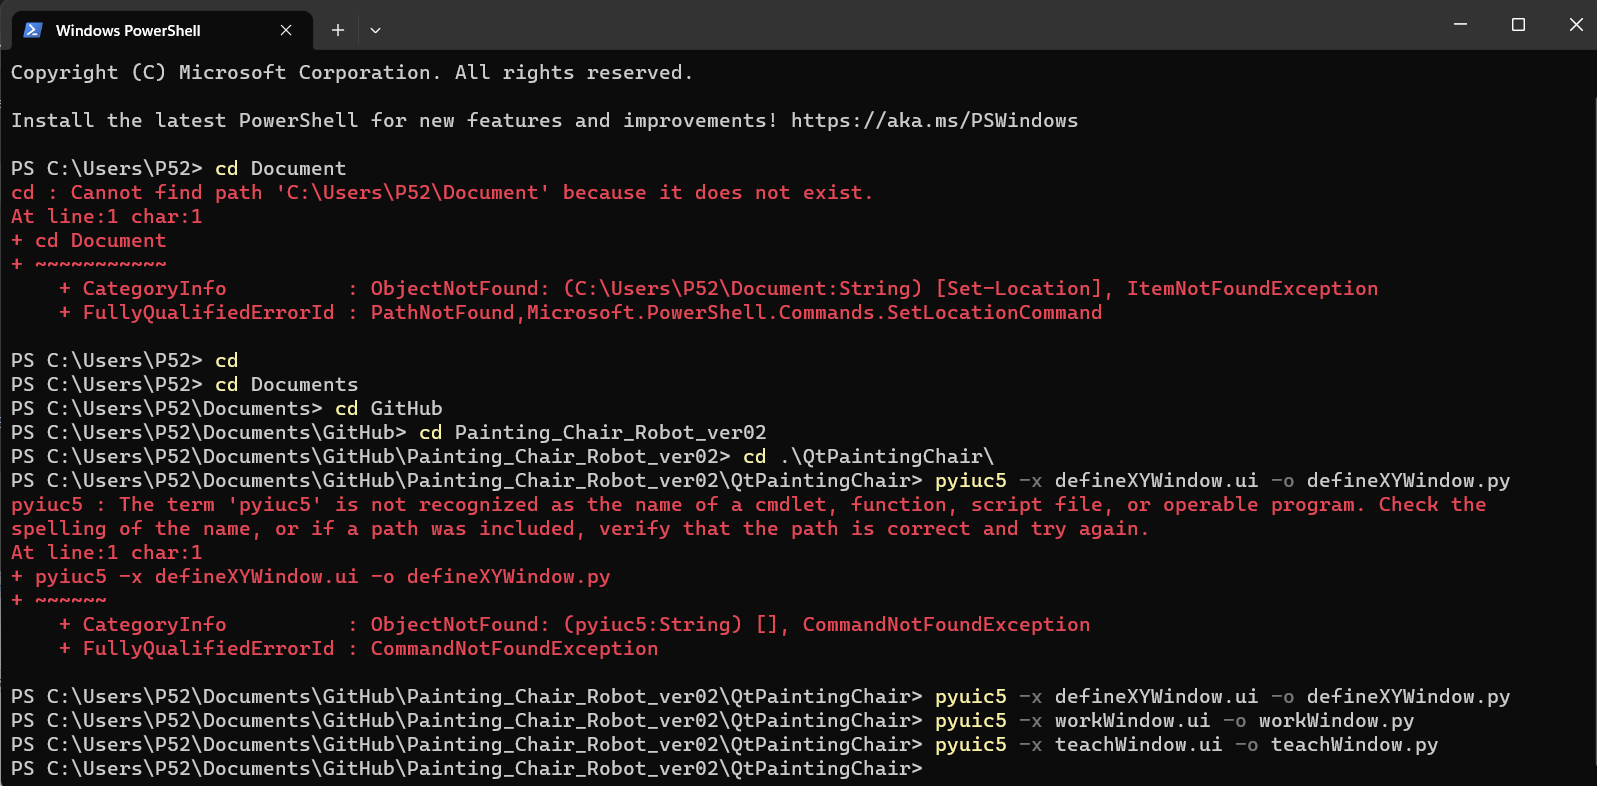 Windows PowerShell
Copyright (C) Microsoft Corporation. All rights reserved.
Install the latest PowerShell for new features and improvements! https://aka.ms/PSWindows
PS C:\Users\P52> cd Document
cd : Cannot find path 'C:\Users\P52\Document' because it does not exist.
At line:1 char:1
+ cd Document
+ ~~~~~~~~~~~
    + CategoryInfo          : ObjectNotFound: (C:\Users\P52\Document:String) [Set-Location], ItemNotFoundException
    + FullyQualifiedErrorId : PathNotFound,Microsoft.PowerShell.Commands.SetLocationCommand
PS C:\Users\P52> cd
PS C:\Users\P52> cd Documents
PS C:\Users\P52\Documents> cd GitHub
PS C:\Users\P52\Documents\GitHub> cd Painting_Chair_Robot_ver02
PS C:\Users\P52\Documents\GitHub\Painting_Chair_Robot_ver02> cd .\QtPaintingChair\
PS C:\Users\P52\Documents\GitHub\Painting_Chair_Robot_ver02\QtPaintingChair> pyiuc5 -x defineXYWindow.ui -o defineXYWindow.py
pyiuc5 : The term 'pyiuc5' is not recognized as the name of a cmdlet, function, script file, or operable program. Check the
spelling of the name, or if a path was included, verify that the path is correct and try again.
At line:1 char:1
+ pyiuc5 -x defineXYWindow.ui -o defineXYWindow.py
+ ~~~~~~
    + CategoryInfo          : ObjectNotFound: (pyiuc5:String) [], CommandNotFoundException
    + FullyQualifiedErrorId : CommandNotFoundException
PS C:\Users\P52\Documents\GitHub\Painting_Chair_Robot_ver02\QtPaintingChair> pyuic5 -x defineXYWindow.ui -o defineXYWindow.py
PS C:\Users\P52\Documents\GitHub\Painting_Chair_Robot_ver02\QtPaintingChair> pyuic5 -x workWindow.ui -o workWindow.py
PS C:\Users\P52\Documents\GitHub\Painting_Chair_Robot_ver02\QtPaintingChair> pyuic5 -x teachWindow.ui -o teachWindow.py
PS C:\Users\P52\Documents\GitHub\Painting_Chair_Robot_ver02\QtPaintingChair>